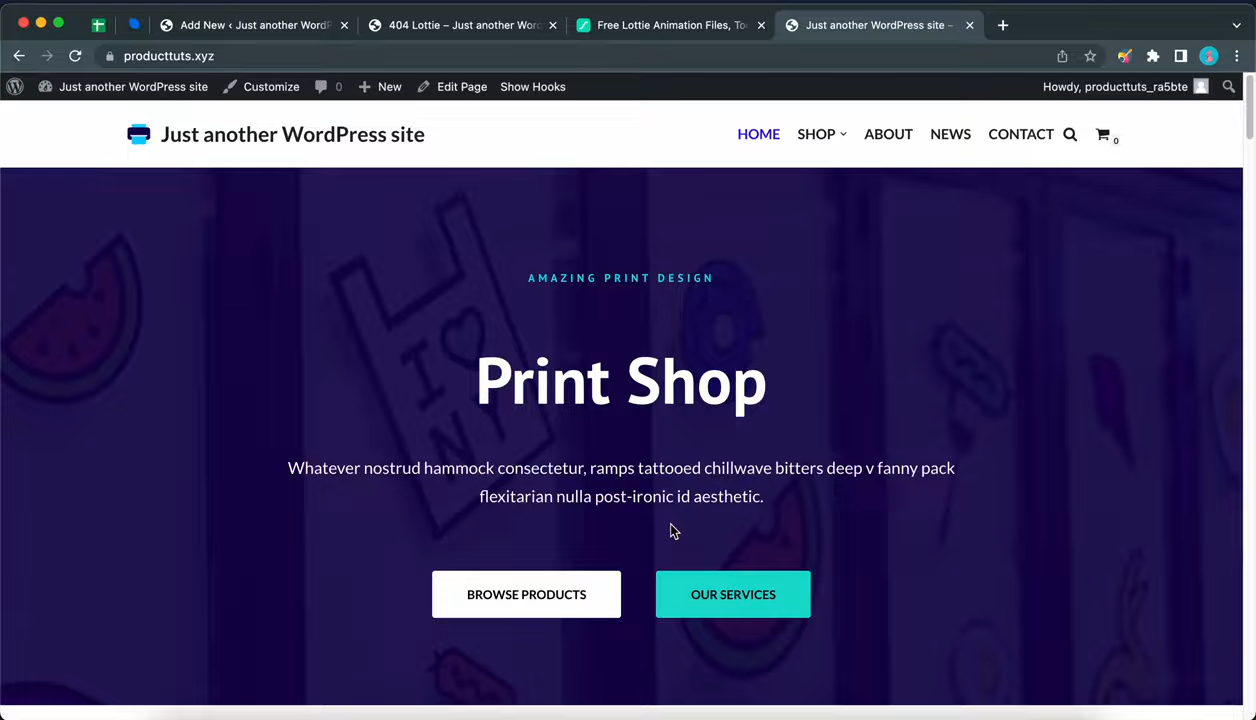 Add New ‹ Just another WordP
404 Lottie – Just another Word
Free Lottie Animation Files, To
Just another WordPress site –
producttuts.xyz
Just another WordPress site
Customize
0
New
Edit Page
Show Hooks
Howdy, producttuts_ra5bte
Just another WordPress site
HOME
SHOP
ABOUT
NEWS
CONTACT
0
I
NY
AMAZING PRINT DESIGN
Print Shop
Whatever nostrud hammock consectetur, ramps tattooed chillwave bitters deep v fanny pack
flexitarian nulla post-ironic id aesthetic.
BROWSE PRODUCTS
OUR SERVICES